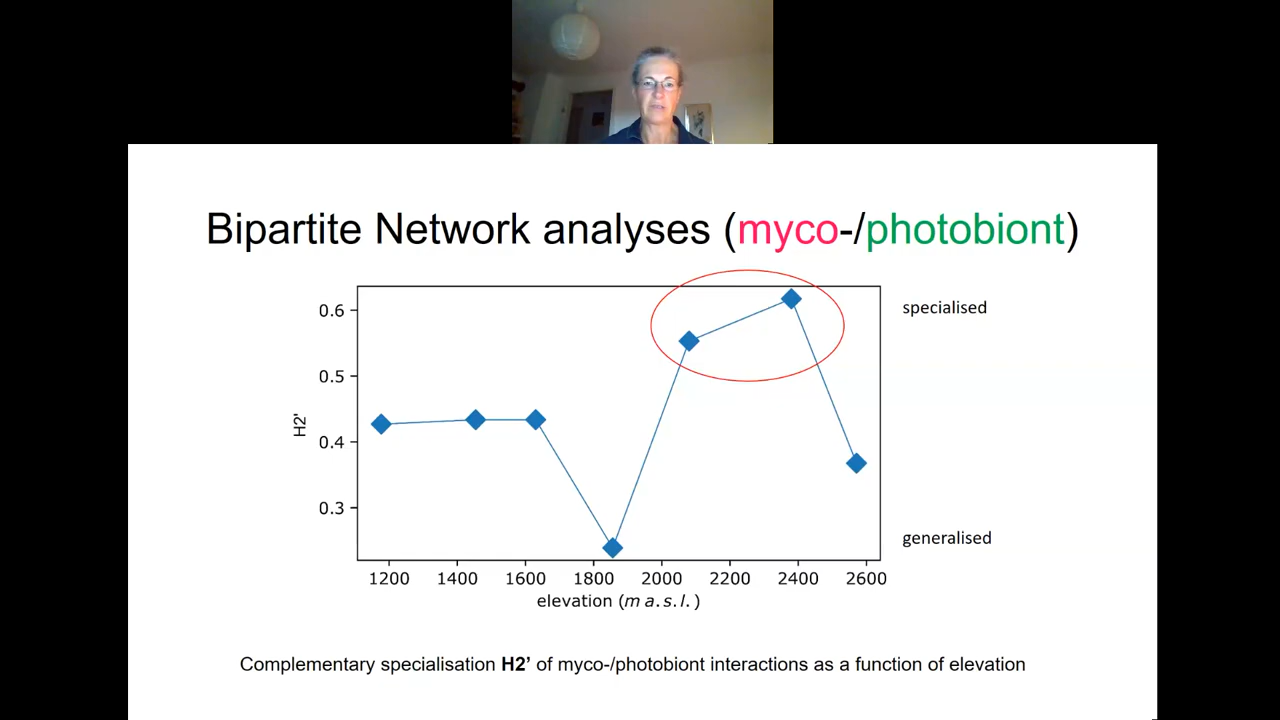 Bipartite Network analyses (myco-/photobiont)
specialised
0.6
0.5
H2'
0.4
0.3
generalised
1200 1400 1600 1800 2000 2200 2400 2600
elevation (m a.s.l.)
Complementary specialisation H2’ of myco-/photobiont interactions as a function of elevation